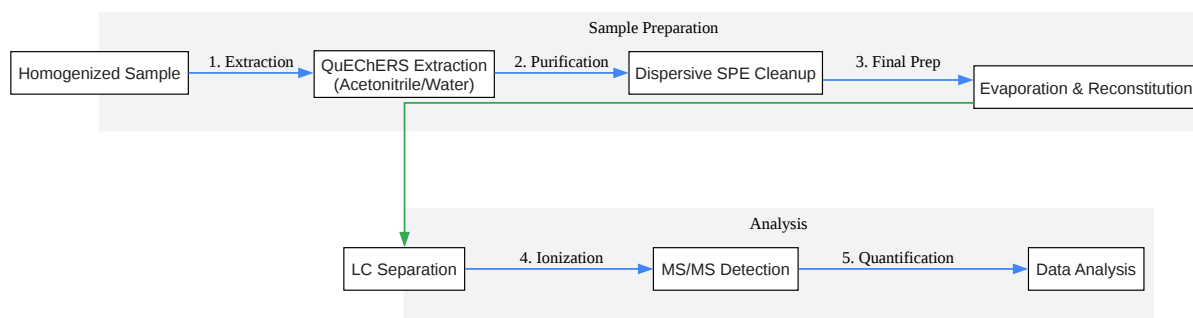 Sample Preparation
Homogenized Sample
1. Extraction
QuEChERS Extraction
(Acetonitrile/Water)
2. Purification
Dispersive SPE Cleanup
3. Final Prep
Evaporation & Reconstitution
Analysis
LC Separation
4. Ionization
MS/MS Detection
5. Quantification
Data Analysis